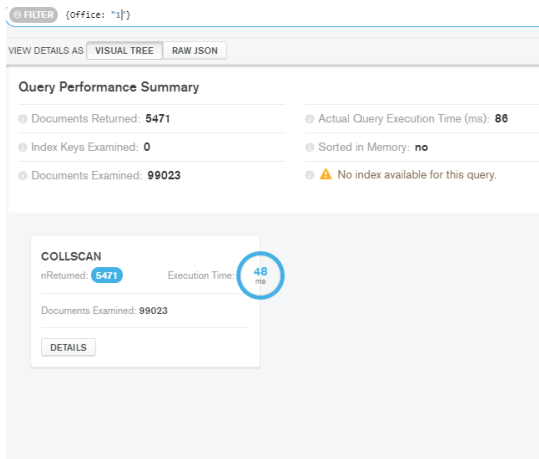 FILTER {Office: "1"}
VIEW DETAILS AS VISUAL TREE RAW JSON
Query Performance Summary
Documents Returned: 5471
Actual Query Execution Time (ms): 86
Index Keys Examined: 0
Sorted in Memory: no
Documents Examined: 99023
No index available for this query.
COLLSCAN
nReturned: 5471
Execution Time: 48 ms
Documents Examined: 99023
DETAILS